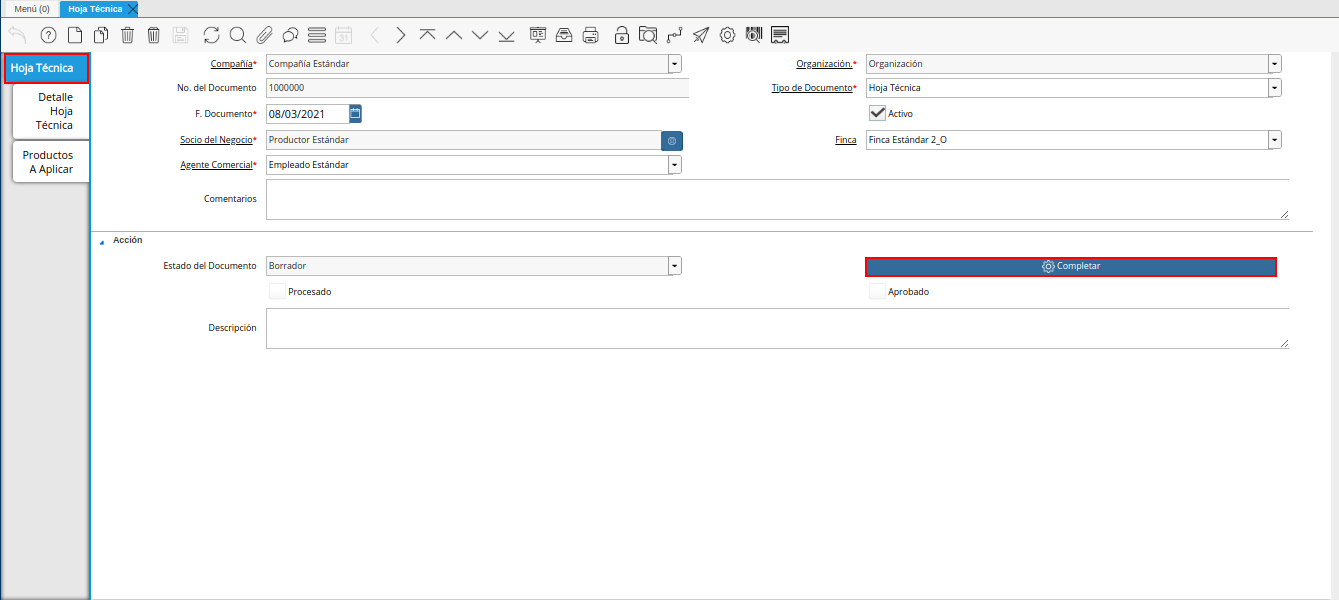 Menú (0) Hoja Técnica
31
Hoja Técnica
Detalle
Hoja
Técnica
Productos
A Aplicar
Compañía* Compañía Estándar Organización.* Organización
No. del Documento 1000000 Tipo de Documento* Hoja Técnica
F. Documento* 08/03/2021 Activo
Socio del Negocio* Productor Estándar Finca Finca Estándar 2_O
Agente Comercial* Empleado Estándar
Comentarios
Acción
Estado del Documento Borrador Completar
Procesado Aprobado
Descripción